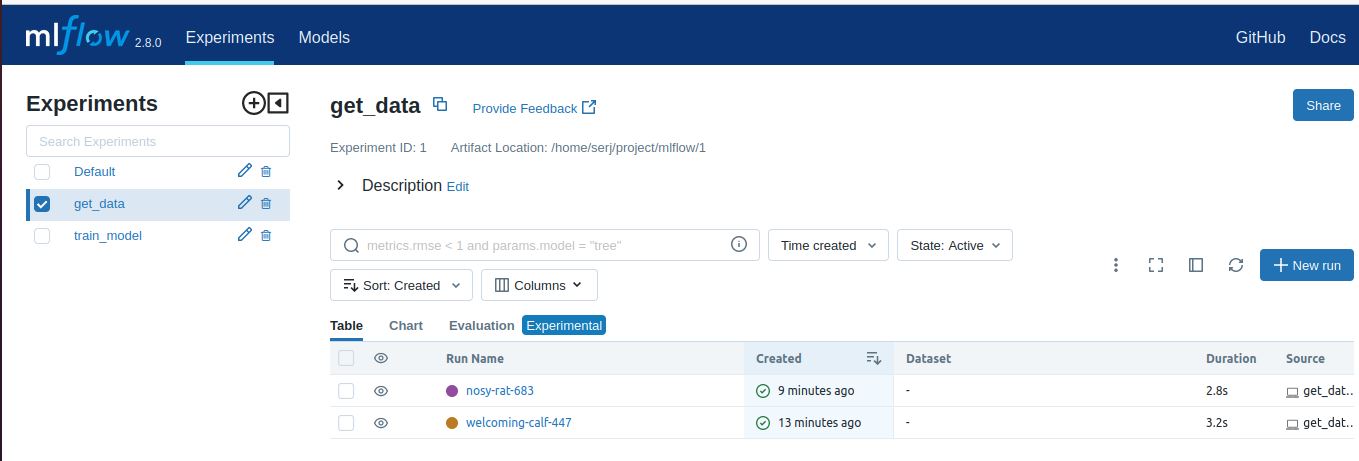 mlflow 2.8.0 Experiments Models GitHub Docs
Experiments
Search Experiments
Default
get_data
train_model
get_data Provide Feedback Share
Experiment ID: 1 Artifact Location: /home/serj/project/mlflow/1
Description Edit
metrics.rmse < 1 and params.model = "tree" Time created State: Active
New run
Sort: Created Columns
Table Chart Evaluation Experimental
Run Name Created Dataset Duration Source
nosy-rat-683 9 minutes ago - 2.8s get_dat..
welcoming-calf-447 13 minutes ago - 3.2s get_dat..